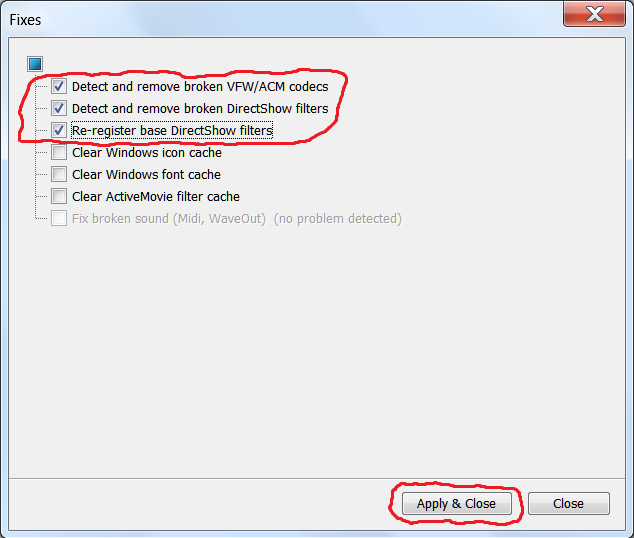 Fixes
Detect and remove broken VFW/ACM codecs
Detect and remove broken DirectShow filters
Re-register base DirectShow filters
Clear Windows icon cache
Clear Windows font cache
Clear ActiveMovie filter cache
Fix broken sound (Midi, WaveOut)  (no problem detected)
Apply & Close
Close